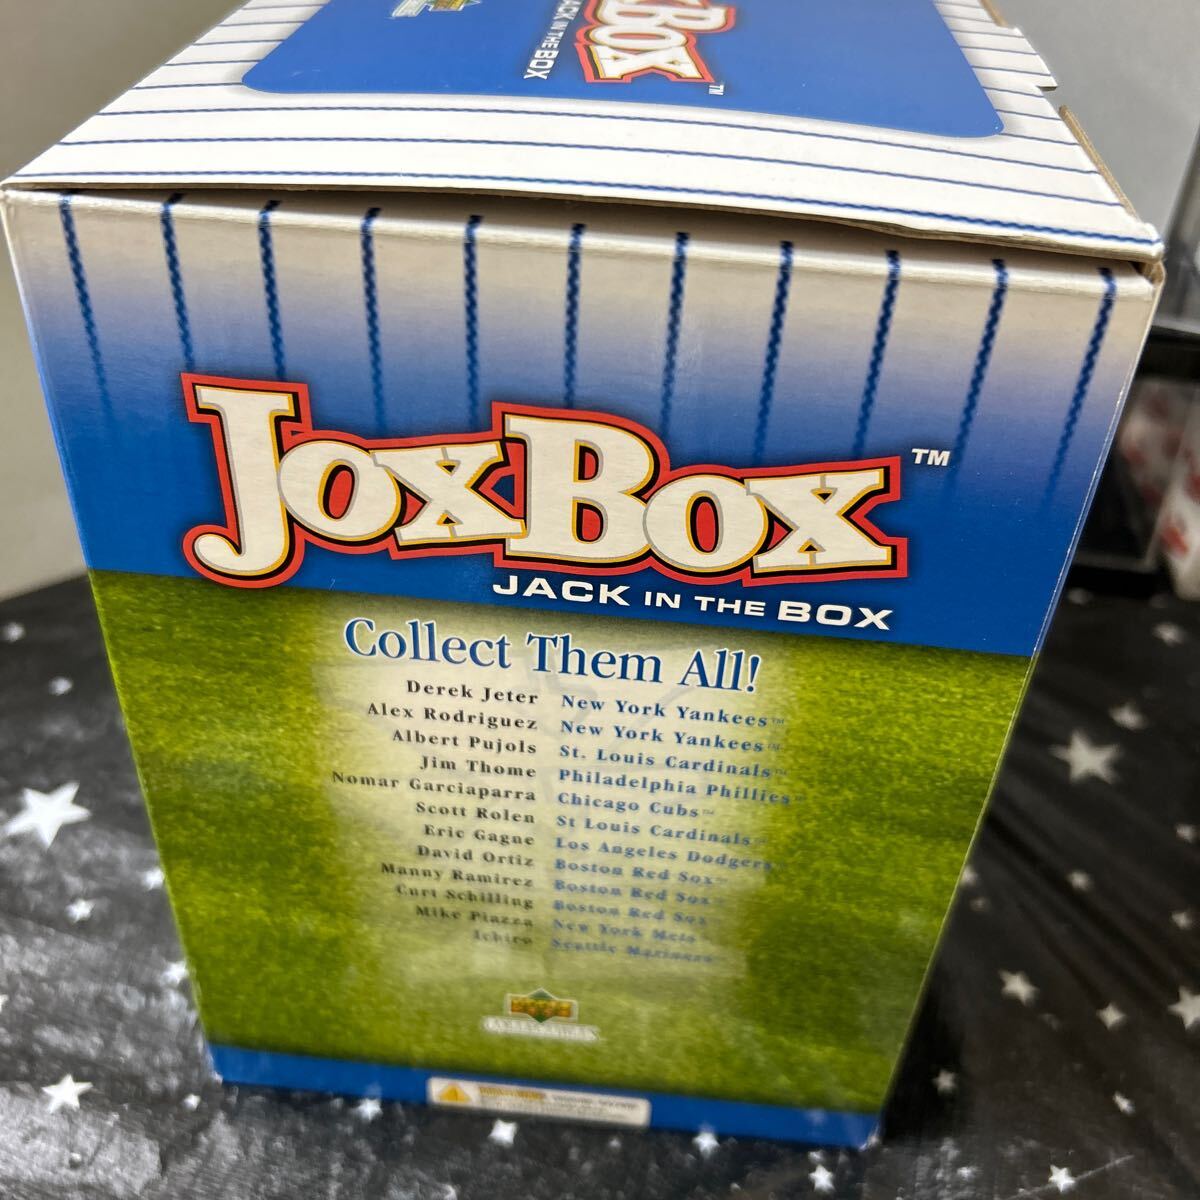 JOXBOX™
JACK IN THE BOX
JOXBOX™
JACK IN THE BOX
Collect Them All!
Derek Jeter New York Yankees™
Alex Rodriguez New York Yankees™
Albert Pujols St. Louis Cardinals™
Jim Thome Philadelphia Phillies™
Nomar Garciaparra Chicago Cubs™
Scott Rolen St Louis Cardinals™
Eric Gagne Los Angeles Dodgers™
David Ortiz Boston Red Sox™
Manny Ramirez Boston Red Sox™
Curt Schilling Boston Red Sox™
Mike Piazza New York Mets™
Ichiro Seattle Mariners™